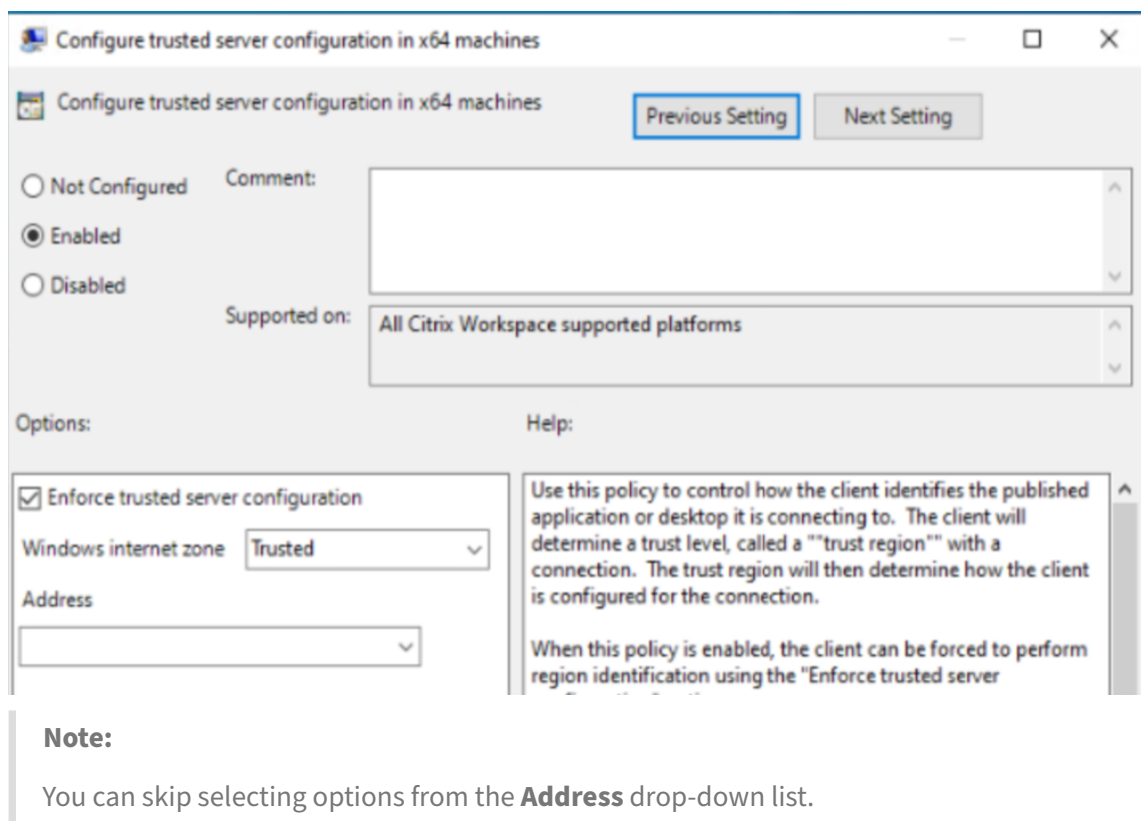 Configure trusted server configuration in x64 machines
Configure trusted server configuration in x64 machines
Previous Setting
Next Setting
Not Configured
Comment:
Enabled
Disabled
Supported on:
All Citrix Workspace supported platforms
Options:
Help:
Enforce trusted server configuration
Windows internet zone
Trusted
Address
Use this policy to control how the client identifies the published
application or desktop it is connecting to.  The client will
determine a trust level, called a ""trust region"" with a
connection.  The trust region will then determine how the client
is configured for the connection.
When this policy is enabled, the client can be forced to perform
region identification using the "Enforce trusted server
Note:
You can skip selecting options from the Address drop-down list.